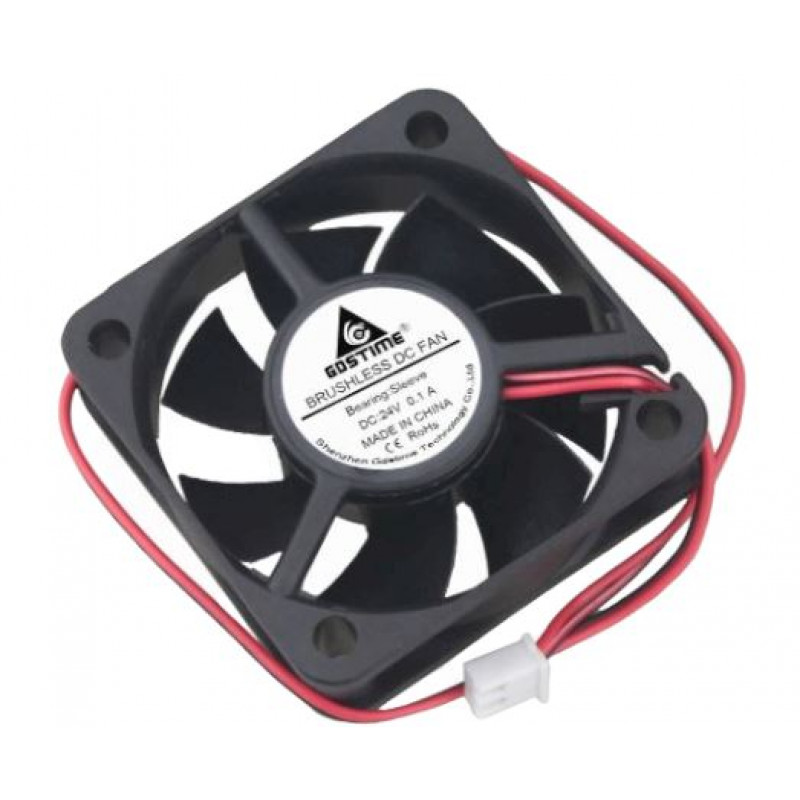 GDSTIME®
BRUSHLESS DC FAN
Bearing:Sleeve
DC:24V 0.1 A
MADE IN CHINA
CE RoHs
Shenzhen Gdstime Technology Co.,Ltd